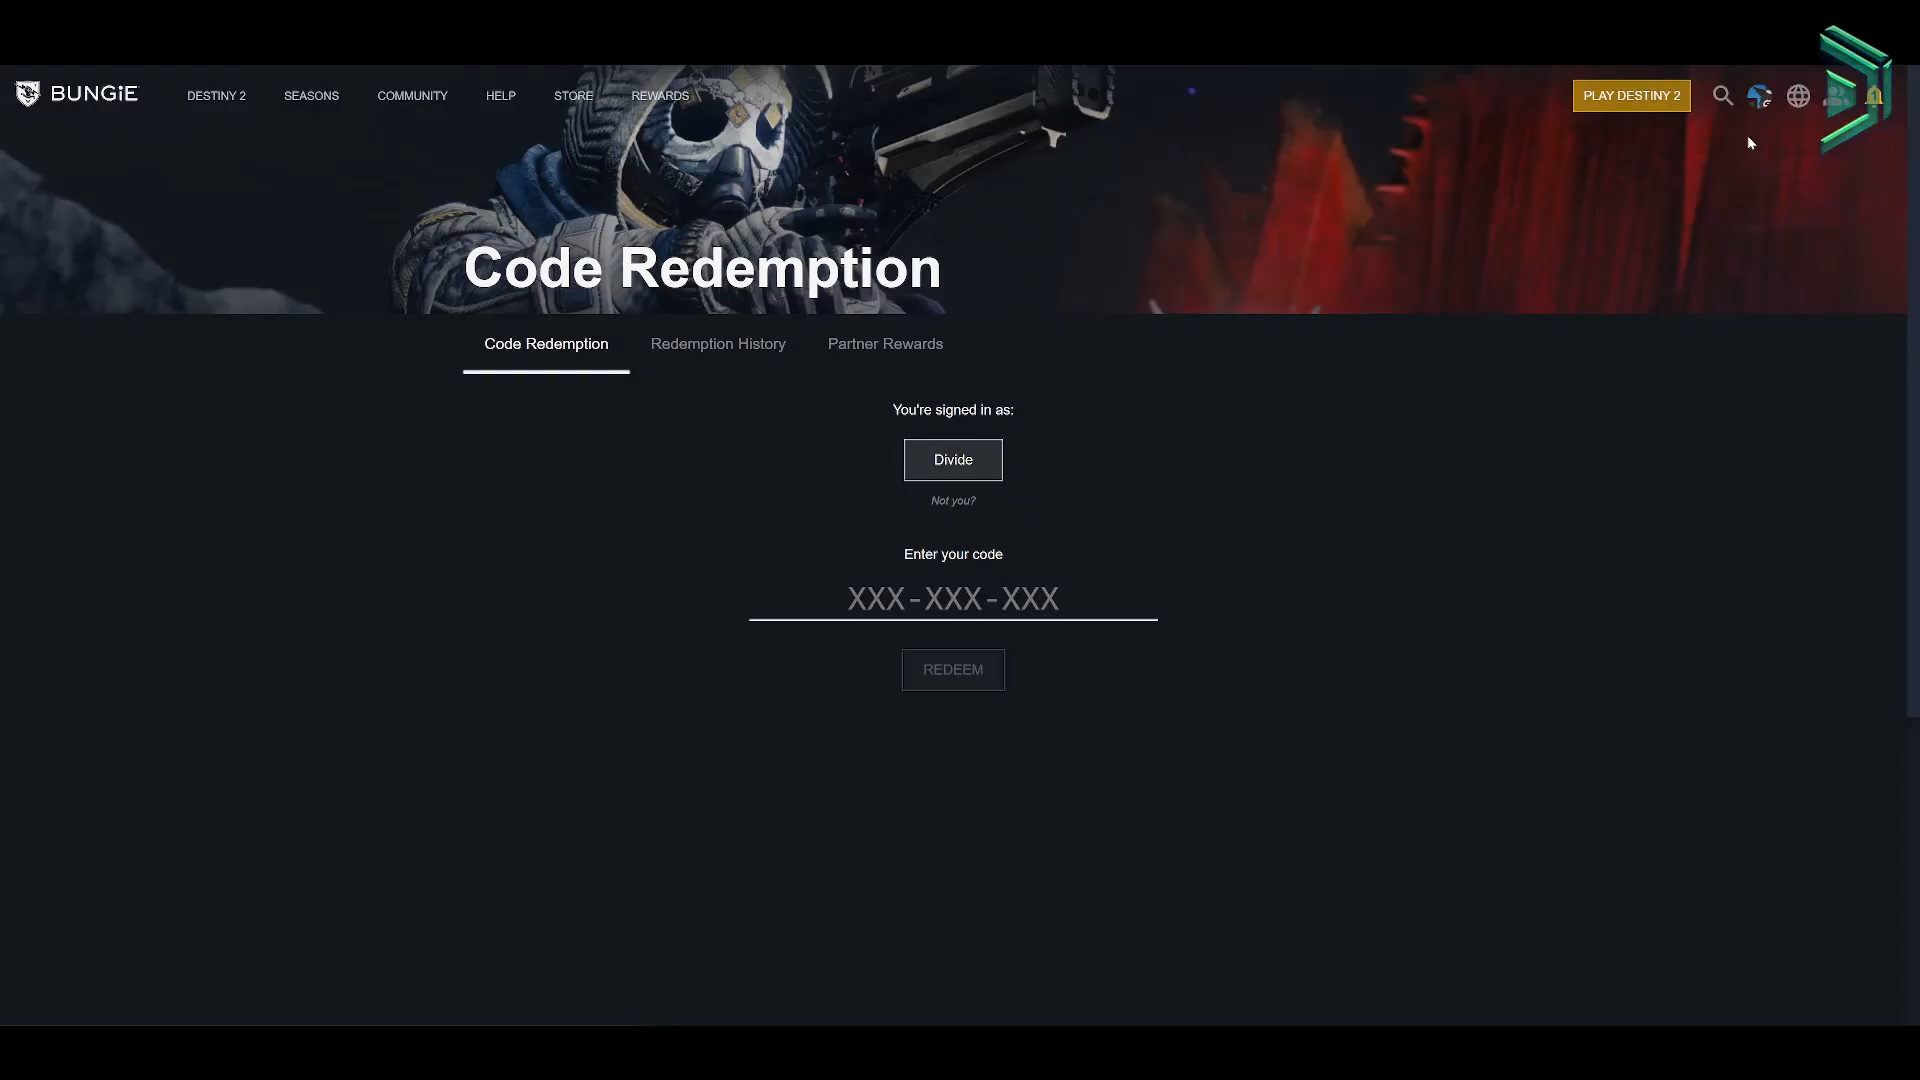 BUNGiE
DESTINY 2 SEASONS COMMUNITY HELP STORE REWARDS
PLAY DESTINY 2
1
Code Redemption
Code Redemption Redemption History Partner Rewards
You're signed in as:
Divide
Not you?
Enter your code
XXX-XXX-XXX
REDEEM